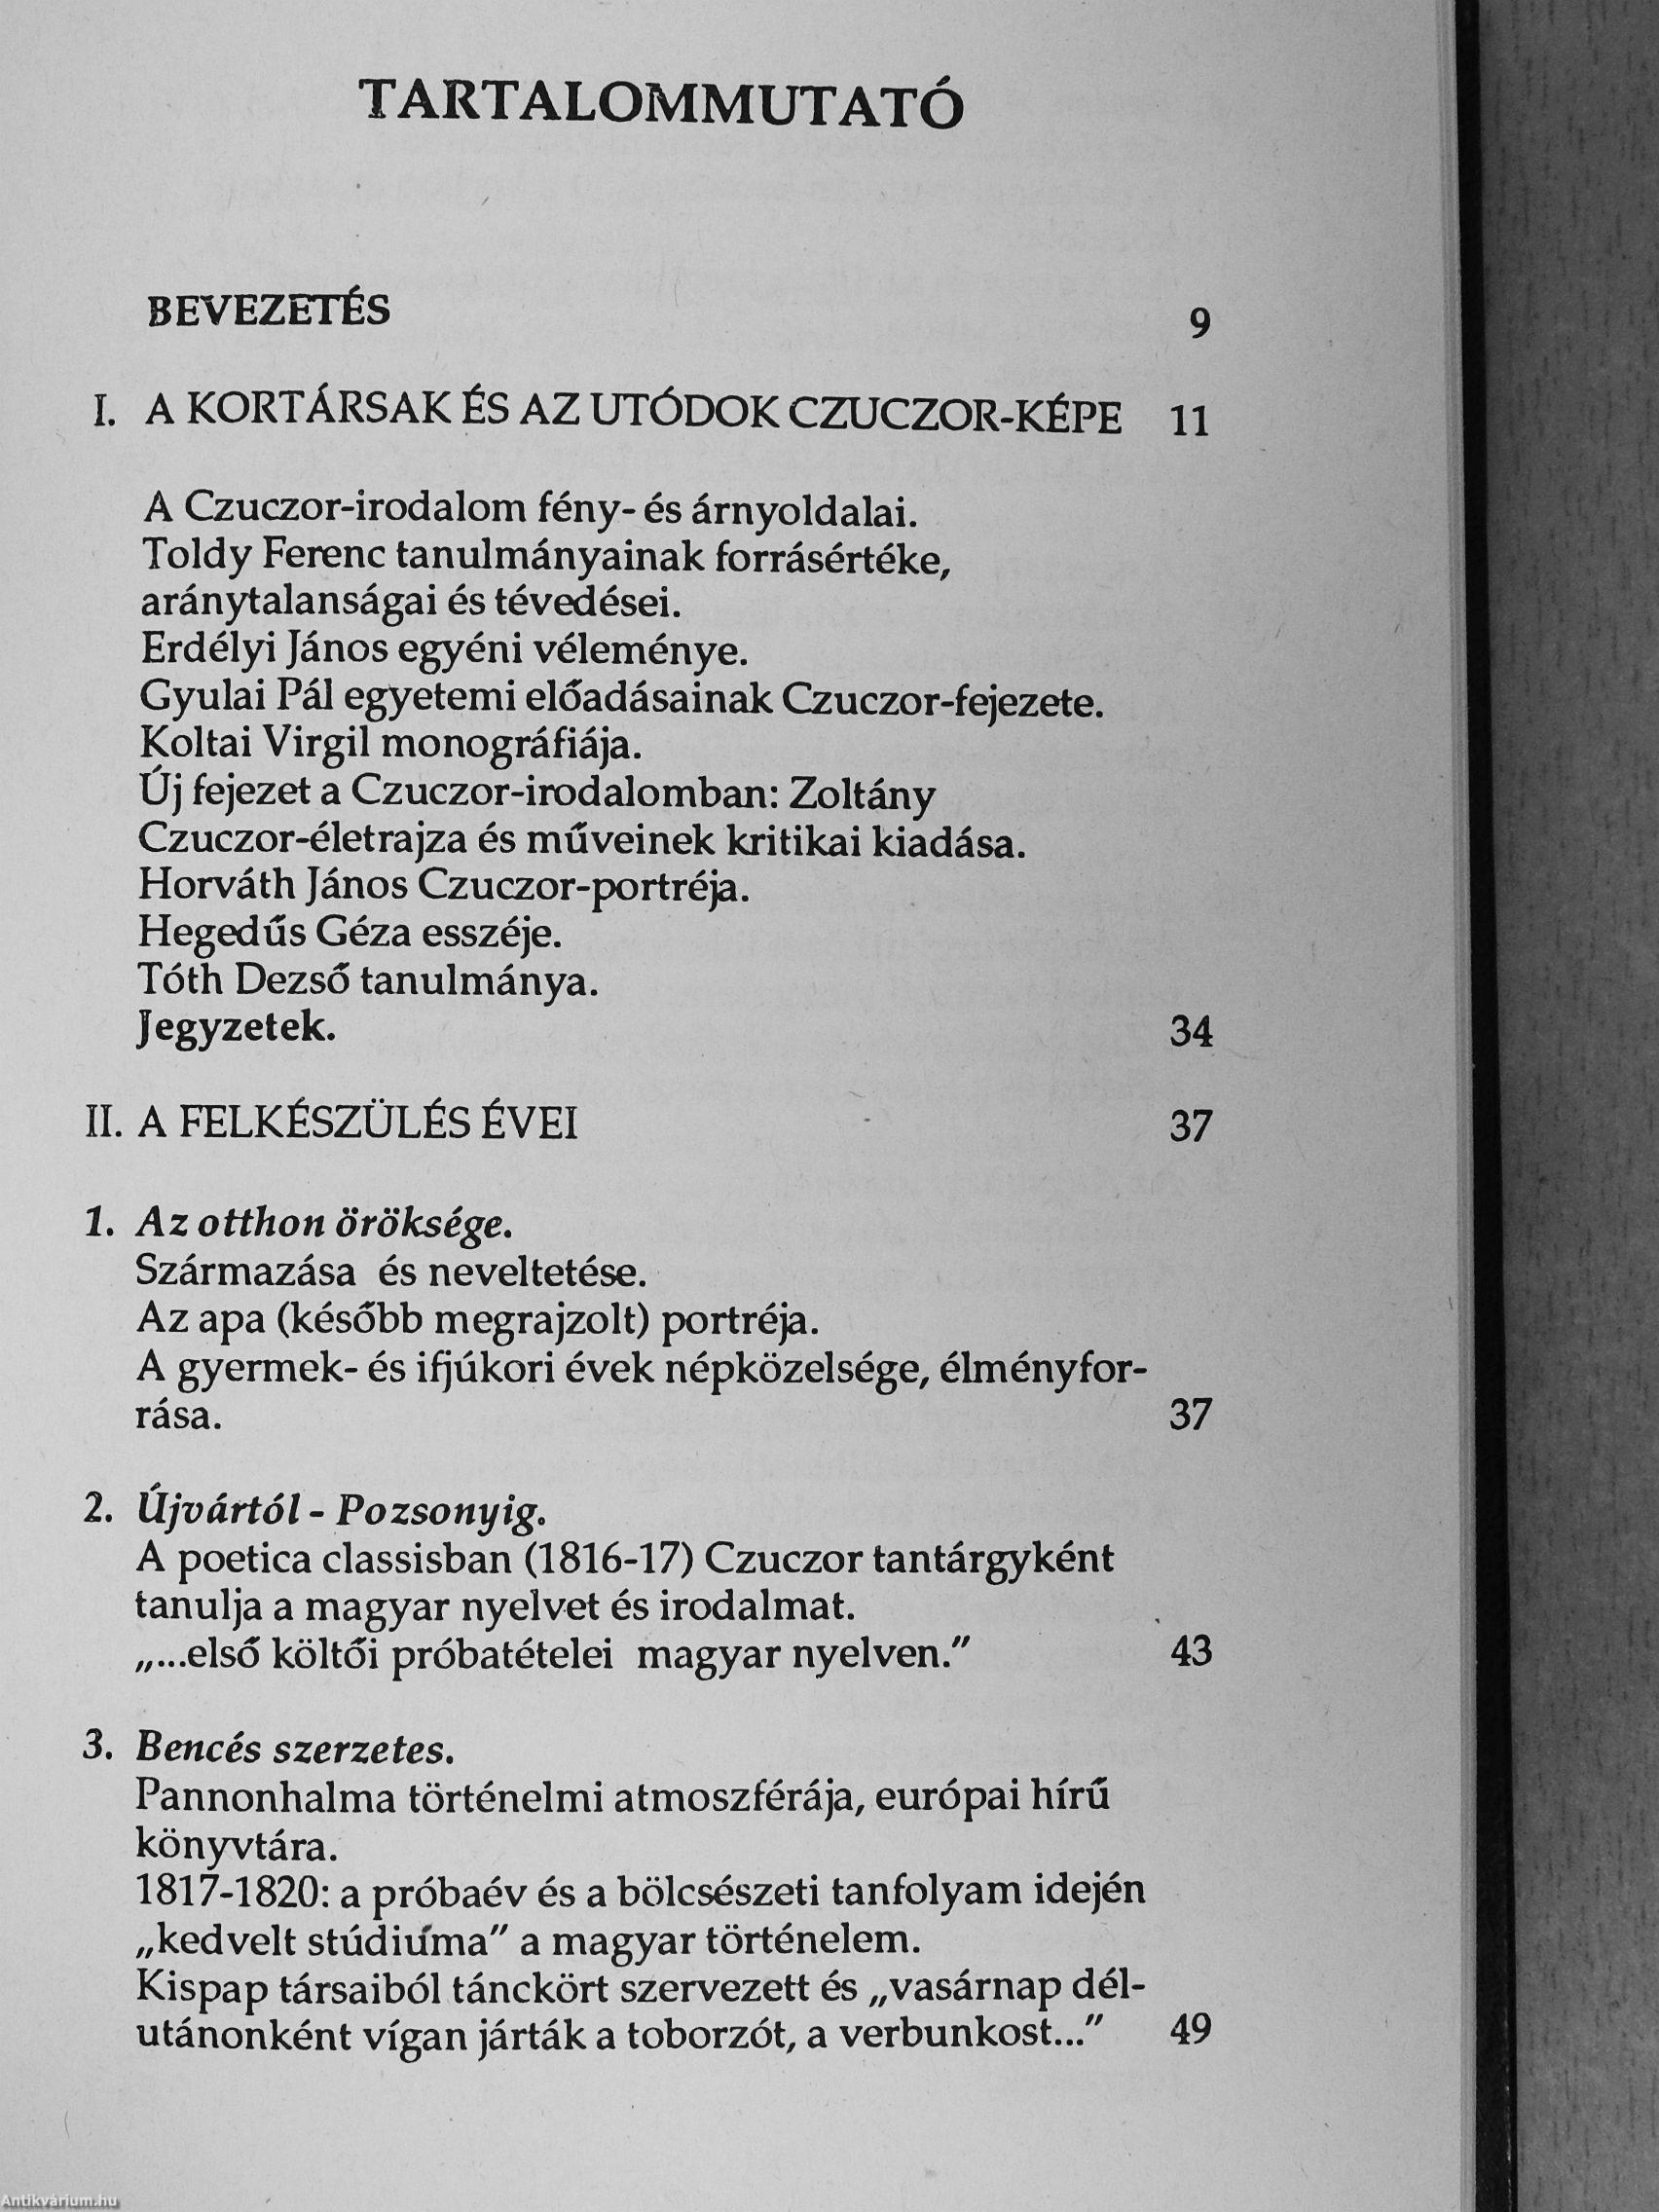 TARTALOMMUTATÓ
BEVEZETÉS 9
I. A KORTÁRSAK ÉS AZ UTÓDOK CZUCZOR-KÉPE 11
A Czuczor-irodalom fény- és árnyoldalai.
Toldy Ferenc tanulmányainak forrásértéke,
aránytalanságai és tévedései.
Erdélyi János egyéni véleménye.
Gyulai Pál egyetemi előadásainak Czuczor-fejezete.
Koltai Virgil monográfiája.
Új fejezet a Czuczor-irodalomban: Zoltány
Czuczor-életrajza és műveinek kritikai kiadása.
Horváth János Czuczor-portréja.
Hegedűs Géza esszéje.
Tóth Dezső tanulmánya.
Jegyzetek. 34
II. A FELKÉSZÜLÉS ÉVEI 37
1. Az otthon öröksége.
Származása és neveltetése.
Az apa (később megrajzolt) portréja.
A gyermek- és ifjúkori évek népközelsége, élményfor-
rása. 37
2. Újvártól - Pozsonyig.
A poetica classisban (1816-17) Czuczor tantárgyként
tanulja a magyar nyelvet és irodalmat.
„...első költői próbatételei magyar nyelven." 43
3. Bencés szerzetes.
Pannonhalma történelmi atmoszférája, európai hírű
könyvtára.
1817-1820: a próbaév és a bölcsészeti tanfolyam idején
„kedvelt stúdiuma" a magyar történelem.
Kispap társaiból tánckört szervezett és „vasárnap dél-
utánonként vígan járták a toborzót, a verbunkost..." 49
Antikvárium.hu